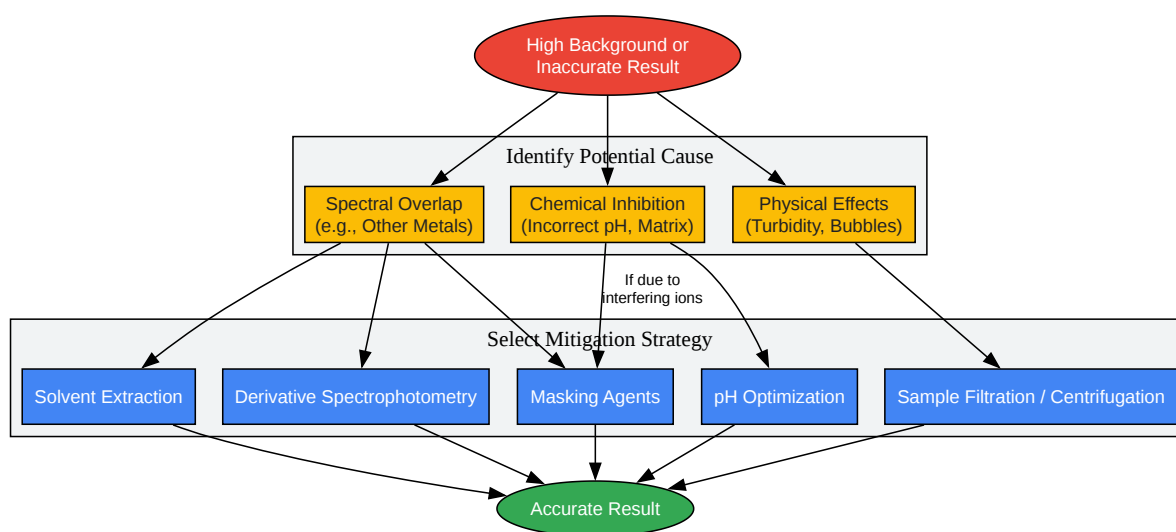 High Background or
Inaccurate Result
Identify Potential Cause
Spectral Overlap
(e.g., Other Metals)
Chemical Inhibition
(Incorrect pH, Matrix)
Physical Effects
(Turbidity, Bubbles)
If due to
interfering ions
Select Mitigation Strategy
Solvent Extraction
Derivative Spectrophotometry
Masking Agents
pH Optimization
Sample Filtration / Centrifugation
Accurate Result